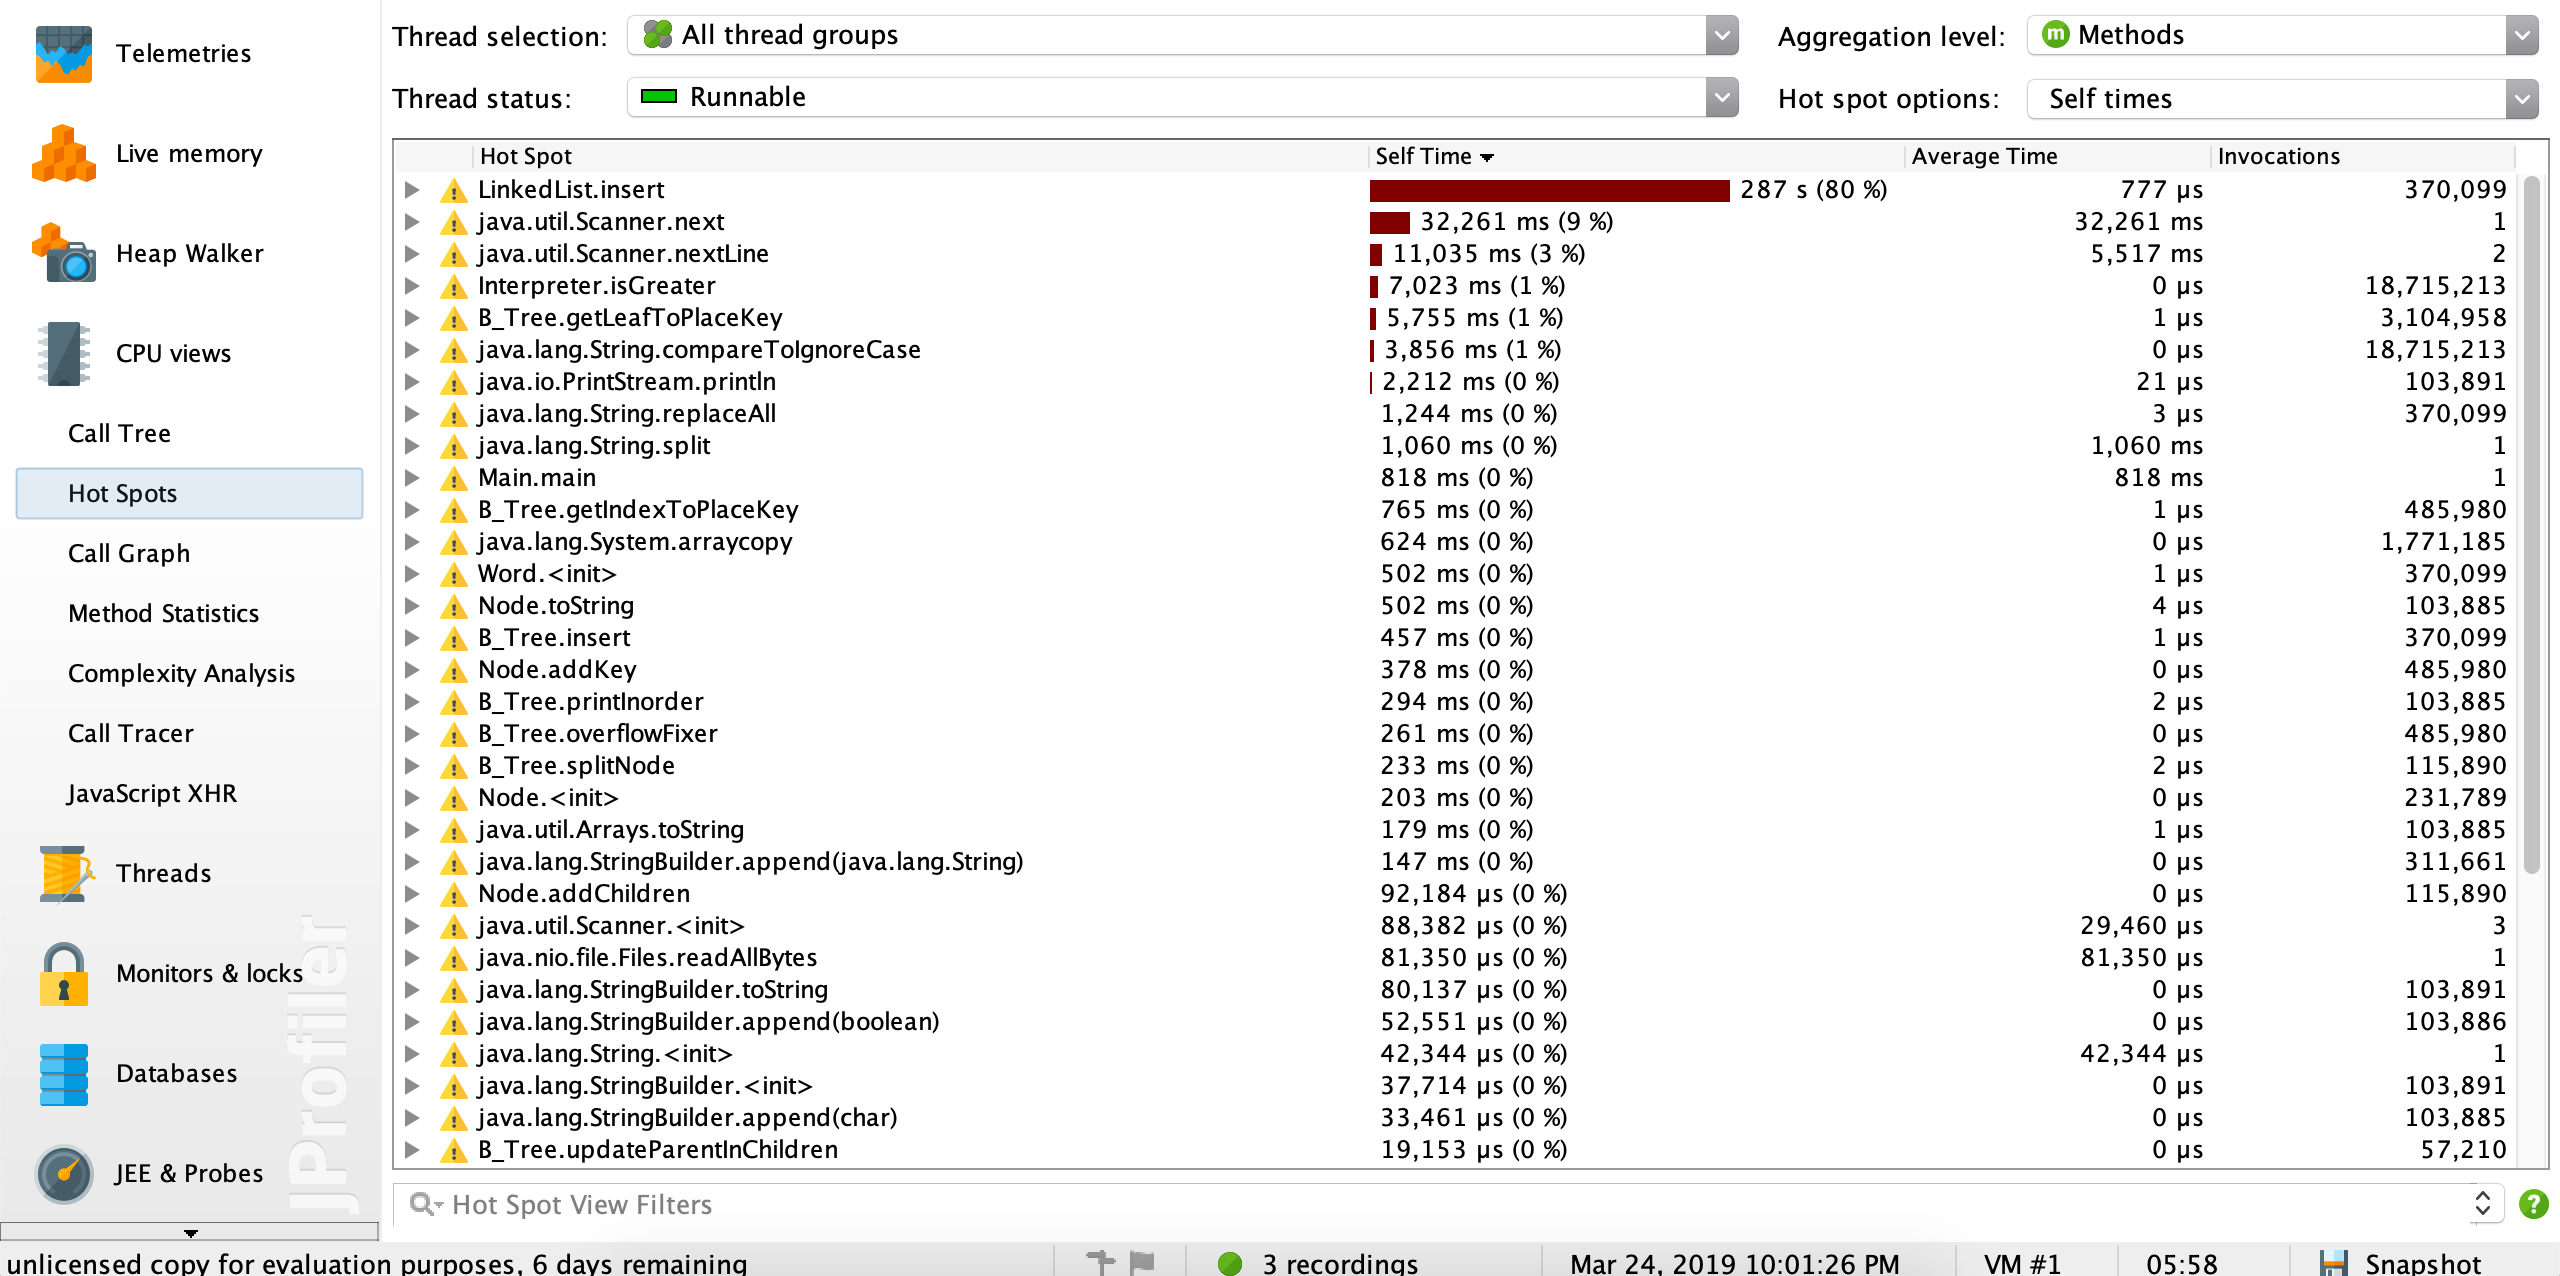 Telemetries
Live memory
Heap Walker
CPU views
Call Tree
Hot Spots
Call Graph
Method Statistics
Complexity Analysis
Call Tracer
JavaScript XHR
Threads
Monitors & locks
Databases
JEE & Probes
JProfiler
Thread selection: All thread groups Aggregation level: m Methods
Thread status: Runnable Hot spot options: Self times
Hot Spot Self Time Average Time Invocations
LinkedList.insert 287 s (80 %) 777 µs 370,099
java.util.Scanner.next 32,261 ms (9 %) 32,261 ms 1
java.util.Scanner.nextLine 11,035 ms (3 %) 5,517 ms 2
Interpreter.isGreater 7,023 ms (1 %) 0 µs 18,715,213
B_Tree.getLeafToPlaceKey 5,755 ms (1 %) 1 µs 3,104,958
java.lang.String.compareToIgnoreCase 3,856 ms (1 %) 0 µs 18,715,213
java.io.PrintStream.println 2,212 ms (0 %) 21 µs 103,891
java.lang.String.replaceAll 1,244 ms (0 %) 3 µs 370,099
java.lang.String.split 1,060 ms (0 %) 1,060 ms 1
Main.main 818 ms (0 %) 818 ms 1
B_Tree.getIndexToPlaceKey 765 ms (0 %) 1 µs 485,980
java.lang.System.arraycopy 624 ms (0 %) 0 µs 1,771,185
Word.<init> 502 ms (0 %) 1 µs 370,099
Node.toString 502 ms (0 %) 4 µs 103,885
B_Tree.insert 457 ms (0 %) 1 µs 370,099
Node.addKey 378 ms (0 %) 0 µs 485,980
B_Tree.printInorder 294 ms (0 %) 2 µs 103,885
B_Tree.overflowFixer 261 ms (0 %) 0 µs 485,980
B_Tree.splitNode 233 ms (0 %) 2 µs 115,890
Node.<init> 203 ms (0 %) 0 µs 231,789
java.util.Arrays.toString 179 ms (0 %) 1 µs 103,885
java.lang.StringBuilder.append(java.lang.String) 147 ms (0 %) 0 µs 311,661
Node.addChildren 92,184 µs (0 %) 0 µs 115,890
java.util.Scanner.<init> 88,382 µs (0 %) 29,460 µs 3
java.nio.file.Files.readAllBytes 81,350 µs (0 %) 81,350 µs 1
java.lang.StringBuilder.toString 80,137 µs (0 %) 0 µs 103,891
java.lang.StringBuilder.append(boolean) 52,551 µs (0 %) 0 µs 103,886
java.lang.String.<init> 42,344 µs (0 %) 42,344 µs 1
java.lang.StringBuilder.<init> 37,714 µs (0 %) 0 µs 103,891
java.lang.StringBuilder.append(char) 33,461 µs (0 %) 0 µs 103,885
B_Tree.updateParentInChildren 19,153 µs (0 %) 0 µs 57,210
Hot Spot View Filters ?
unlicensed copy for evaluation purposes, 6 days remaining 3 recordings Mar 24, 2019 10:01:26 PM VM #1 05:58 Snapshot